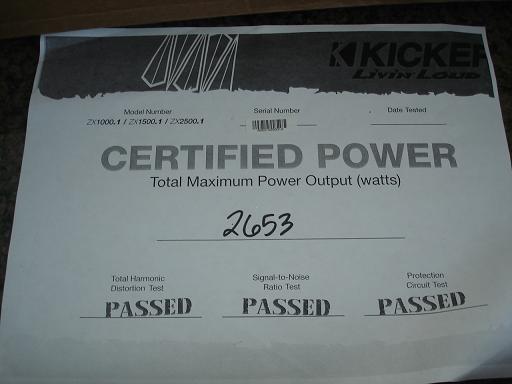 KICKER
LIVIN' LOUD
Model Number
ZX1000.1 / ZX1500.1 / ZX2500.1
Serial Number
Date Tested
CERTIFIED POWER
Total Maximum Power Output (watts)
2653
Total Harmonic
Distortion Test
PASSED
Signal-to-Noise
Ratio Test
PASSED
Protection
Circuit Test
PASSED